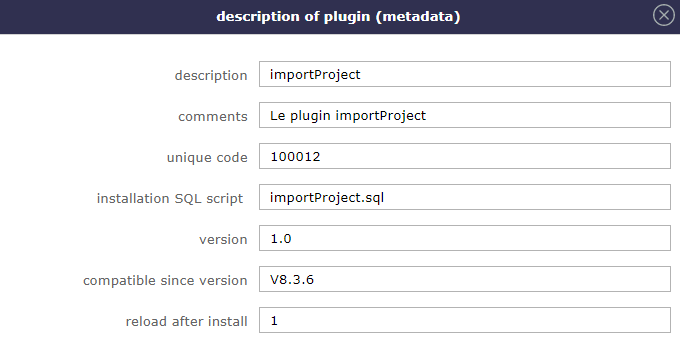 description of plugin (metadata)
description importProject
comments Le plugin importProject
unique code 100012
installation SQL script importProject.sql
version 1.0
compatible since version V8.3.6
reload after install 1